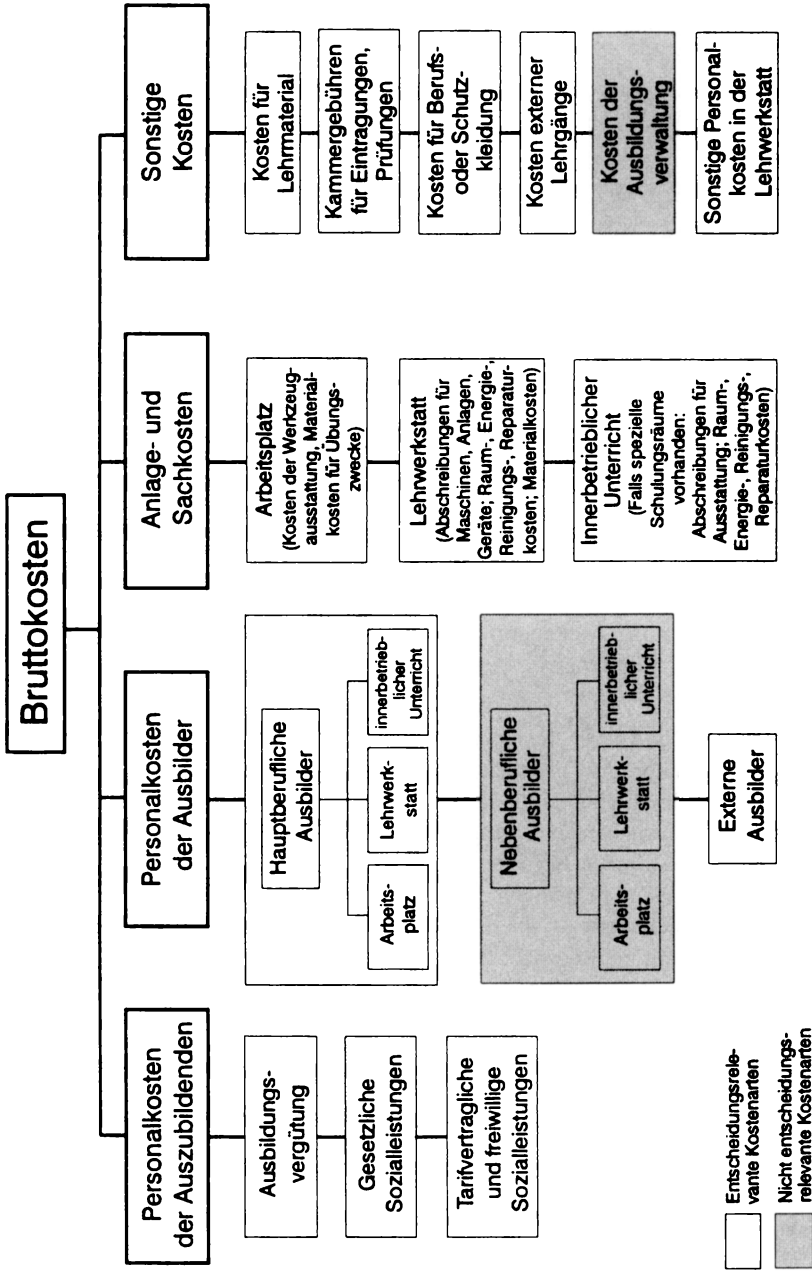 Bruttokosten
Personalkosten
der Auszubildenden
Ausbildungs-
vergütung
Gesetzliche
Sozialleistungen
Tarifvertragliche
und freiwillige
Sozialleistungen
Personalkosten
der Ausbilder
Hauptberufliche
Ausbilder
Arbeits-
platz
Lehrwerk-
statt
innerbetrieb-
licher
Unterricht
Nebenberufliche
Ausbilder
Arbeits-
platz
Lehrwerk-
statt
innerbetrieb-
licher
Unterricht
Externe
Ausbilder
Anlage- und
Sachkosten
Arbeitsplatz
(Kosten der Werkzeug-
ausstattung, Material-
kosten für Übungs-
zwecke)
Lehrwerkstatt
(Abschreibungen für
Maschinen, Anlagen,
Geräte; Raum-, Energie-,
Reinigungs-, Reparatur-
kosten; Materialkosten)
Innerbetrieblicher
Unterricht
(Falls spezielle
Schulungsräume
vorhanden:
Abschreibungen für
Ausstattung; Raum-,
Energie-, Reinigungs-,
Reparaturkosten)
Sonstige
Kosten
Kosten für
Lehrmaterial
Kammergebühren
für Eintragungen,
Prüfungen
Kosten für Berufs-
oder Schutz-
kleidung
Kosten externer
Lehrgänge
Kosten der
Ausbildungs-
verwaltung
Sonstige Personal-
kosten in der
Lehrwerkstatt
Entscheidungsrele-
vante Kostenarten
Nicht entscheidungs-
relevante Kostenarten